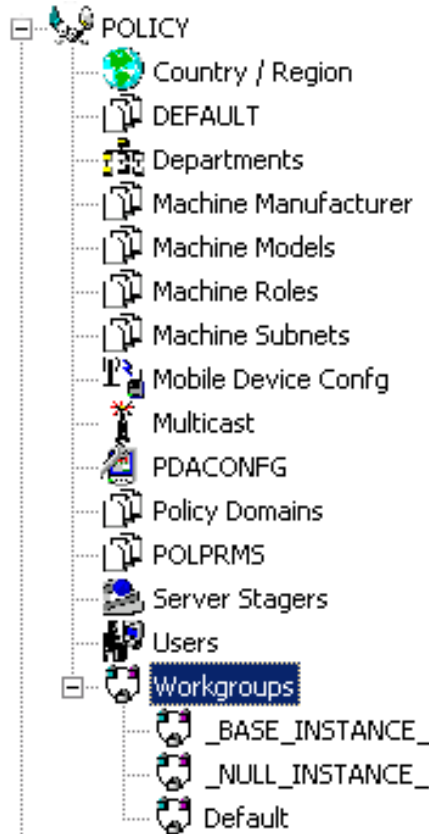 POLICY
Country / Region
DEFAULT
Departments
Machine Manufacturer
Machine Models
Machine Roles
Machine Subnets
Mobile Device Confg
Multicast
PDACONFG
Policy Domains
POLPRMS
Server Stagers
Users
Workgroups
_BASE_INSTANCE_
_NULL_INSTANCE_
Default